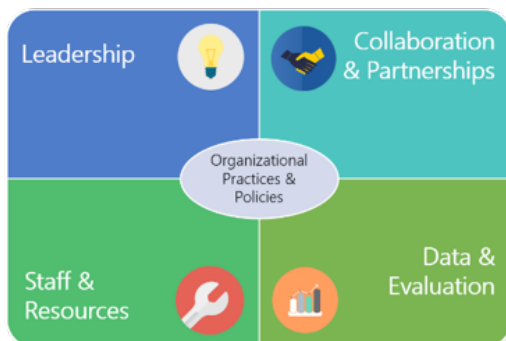 Leadership
Collaboration
& Partnerships
Organizational
Practices &
Policies
Staff &
Resources
Data &
Evaluation